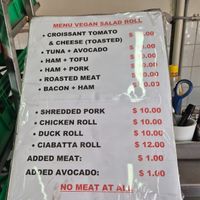 MENU VEGAN SALAD ROLL
• CROISSANT TOMATO
& CHEESE (TOASTED)
• TUNA + AVOCADO
• HAM + TOFU
• HAM + PORK
• ROASTED MEAT
• BACON + HAM
• SHREDDED PORK $ 10.00
• CHICKEN ROLL $ 10.00
• DUCK ROLL $ 10.00
• CIABATTA ROLL $ 12.00
ADDED MEAT: $ 1.00
ADDED AVOCADO: $ 1.00
NO MEAT AT ALL